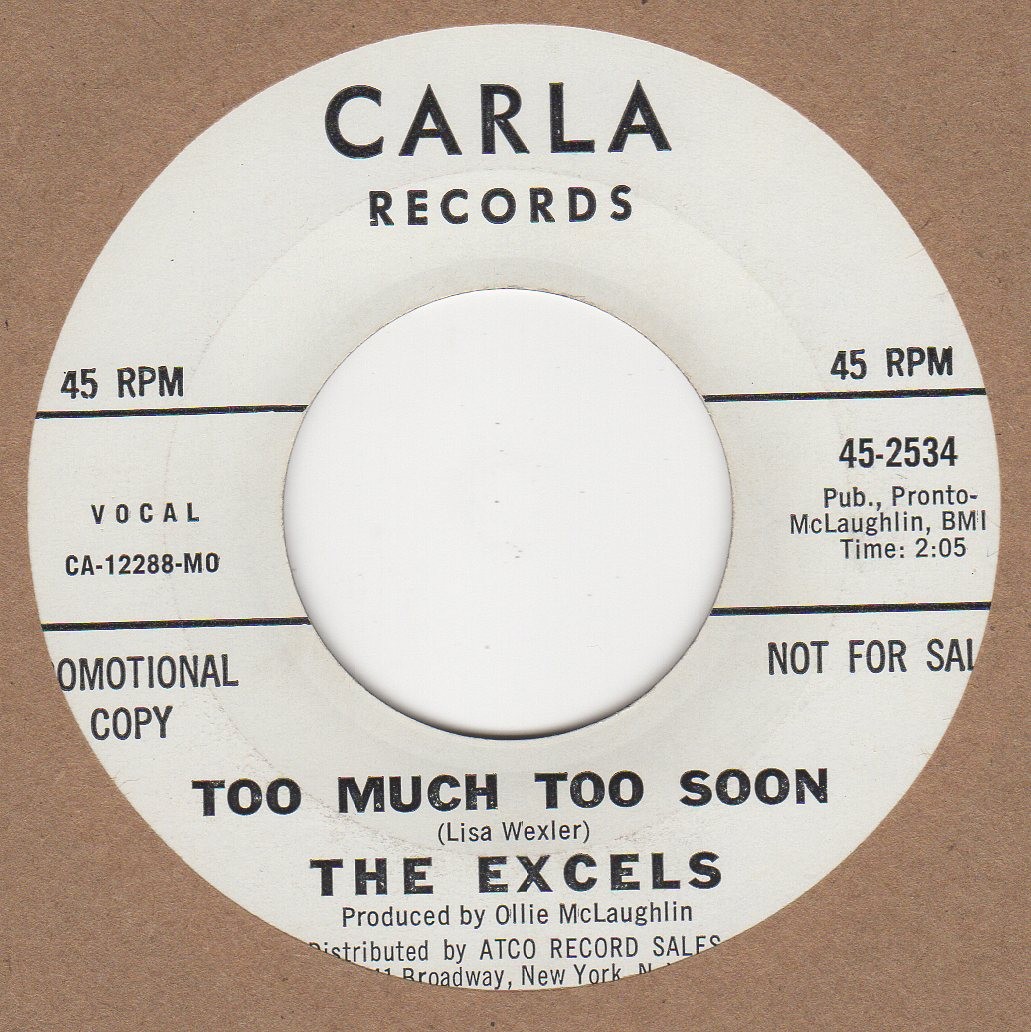 CARLA
RECORDS
45 RPM
45 RPM
45-2534
Pub., Pronto-
McLaughlin, BMI
Time: 2:05
VOCAL
CA-12288-MO
OMOTIONAL
COPY
NOT FOR SAL
TOO MUCH TOO SOON
(Lisa Wexler)
THE EXCELS
Produced by Ollie McLaughlin
Distributed by ATCO RECORD SALES
11 Broadway, New York, N.